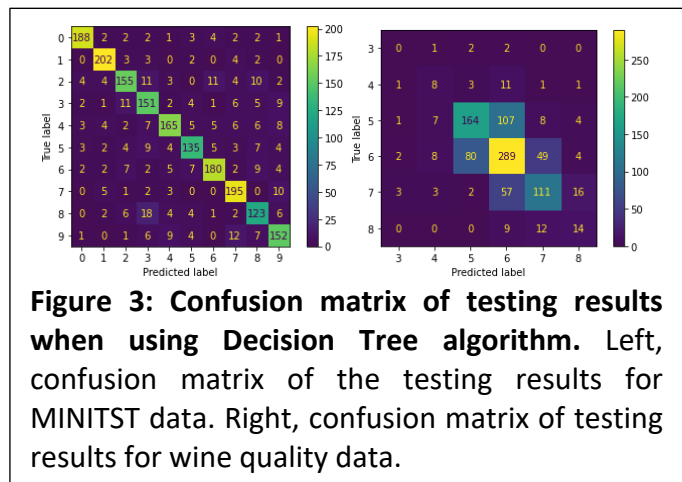 0 188 2 2 2 1 3 4 2 2 1
1 0 202 3 3 0 2 0 4 2 0
2 4 4 155 11 3 0 11 4 10 2
3 2 1 11 151 2 4 1 6 5 9
4 3 4 2 7 165 5 5 6 6 8
5 3 2 4 9 4 135 5 3 7 4
6 2 2 7 2 5 7 180 2 9 4
7 0 5 1 2 3 0 0 195 0 10
8 0 2 6 18 4 4 1 2 123 6
9 1 0 1 6 9 4 0 12 7 152
0 1 2 3 4 5 6 7 8 9
Predicted label
True label
200
175
150
125
100
75
50
25
0
3 0 1 2 2 0 0
4 1 8 3 11 1 1
5 1 7 164 107 8 4
6 2 8 80 289 49 4
7 3 3 2 57 111 16
8 0 0 0 9 12 14
3 4 5 6 7 8
Predicted label
True label
250
200
150
100
50
0
Figure 3: Confusion matrix of testing results
when using Decision Tree algorithm. Left,
confusion matrix of the testing results for
MINITST data. Right, confusion matrix of testing
results for wine quality data.